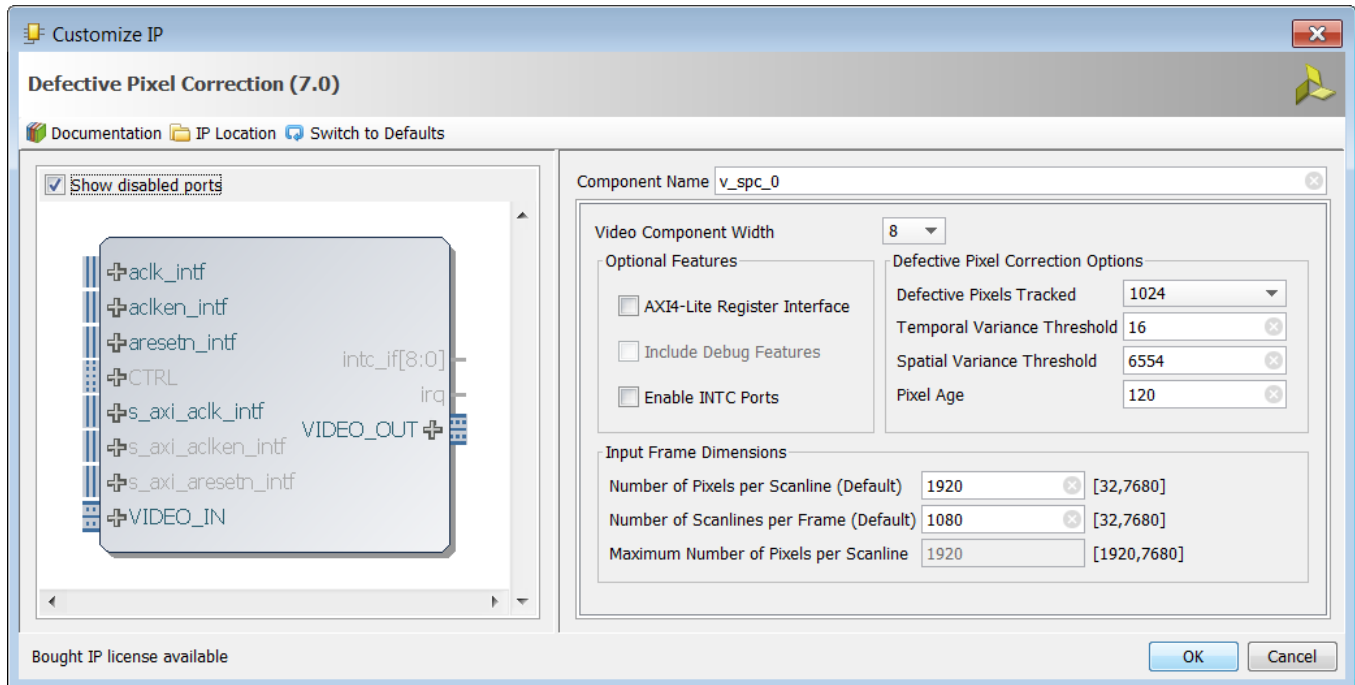 Customize IP
Defective Pixel Correction (7.0)
Documentation IP Location Switch to Defaults
Show disabled ports
aclk_intf
aclken_intf
aresetn_intf
CTRL
s_axi_aclk_intf
s_axi_aclken_intf
s_axi_aresetn_intf
VIDEO_IN
intc_if[8:0]
irq
VIDEO_OUT
Component Name v_spc_0
Video Component Width 8
Optional Features
AXI4-Lite Register Interface
Include Debug Features
Enable INTC Ports
Defective Pixel Correction Options
Defective Pixels Tracked 1024
Temporal Variance Threshold 16
Spatial Variance Threshold 6554
Pixel Age 120
Input Frame Dimensions
Number of Pixels per Scanline (Default) 1920 [32,7680]
Number of Scanlines per Frame (Default) 1080 [32,7680]
Maximum Number of Pixels per Scanline 1920 [1920,7680]
Bought IP license available
OK Cancel